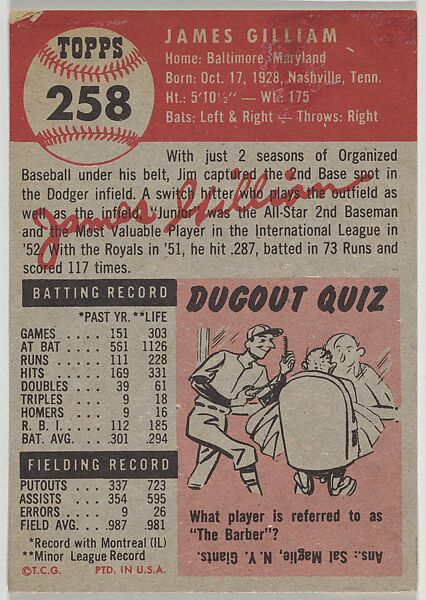 TOPPS
258
JAMES GILLIAM
Home: Baltimore, Maryland
Born: Oct. 17, 1928, Nashville, Tenn.
Ht.: 5'10½" — Wt.: 175
Bats: Left & Right — Throws: Right
With just 2 seasons of Organized
Baseball under his belt, Jim captured the 2nd Base spot
in the Dodger infield. A switch hitter who plays the outfield as
well as the infield, "Junior" was the All-Star 2nd Baseman
and the Most Valuable Player in the International League in
'52. With the Royals in '51, he hit .287, batted in 73 Runs and
scored 117 times.
James Gilliam
BATTING RECORD
*PAST YR. **LIFE
GAMES .... 151 303
AT BAT .... 561 1126
RUNS .... 111 228
HITS .... 169 331
DOUBLES .. 39 61
TRIPLES ... 9 18
HOMERS ... 9 16
R. B. I. .... 112 185
BAT. AVG. .. .301 .294
FIELDING RECORD
PUTOUTS .. 337 723
ASSISTS ... 354 595
ERRORS ... 9 26
FIELD AVG.. .987 .981
*Record with Montreal (IL)
**Minor League Record
©T.C.G. PTD. IN U.S.A.
DUGOUT QUIZ
What player is referred to as
"The Barber"?
Ans.: Sal Maglie, N. Y. Giants.